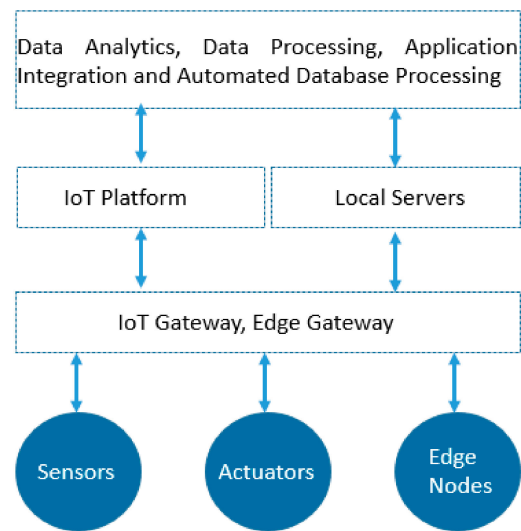 Data Analytics, Data Processing, Application
Integration and Automated Database Processing
IoT Platform
Local Servers
IoT Gateway, Edge Gateway
Sensors
Actuators
Edge
Nodes